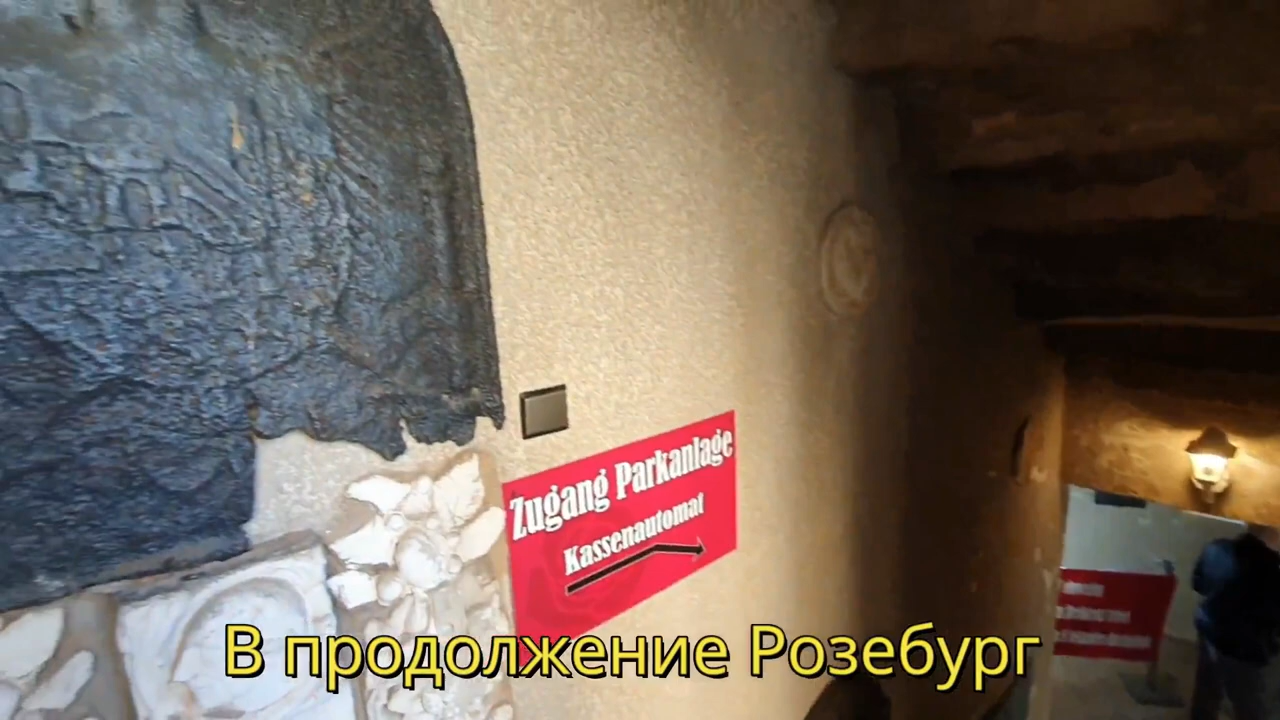 Zugang Parkanlage
Kassenautomat
В продолжение Розебург